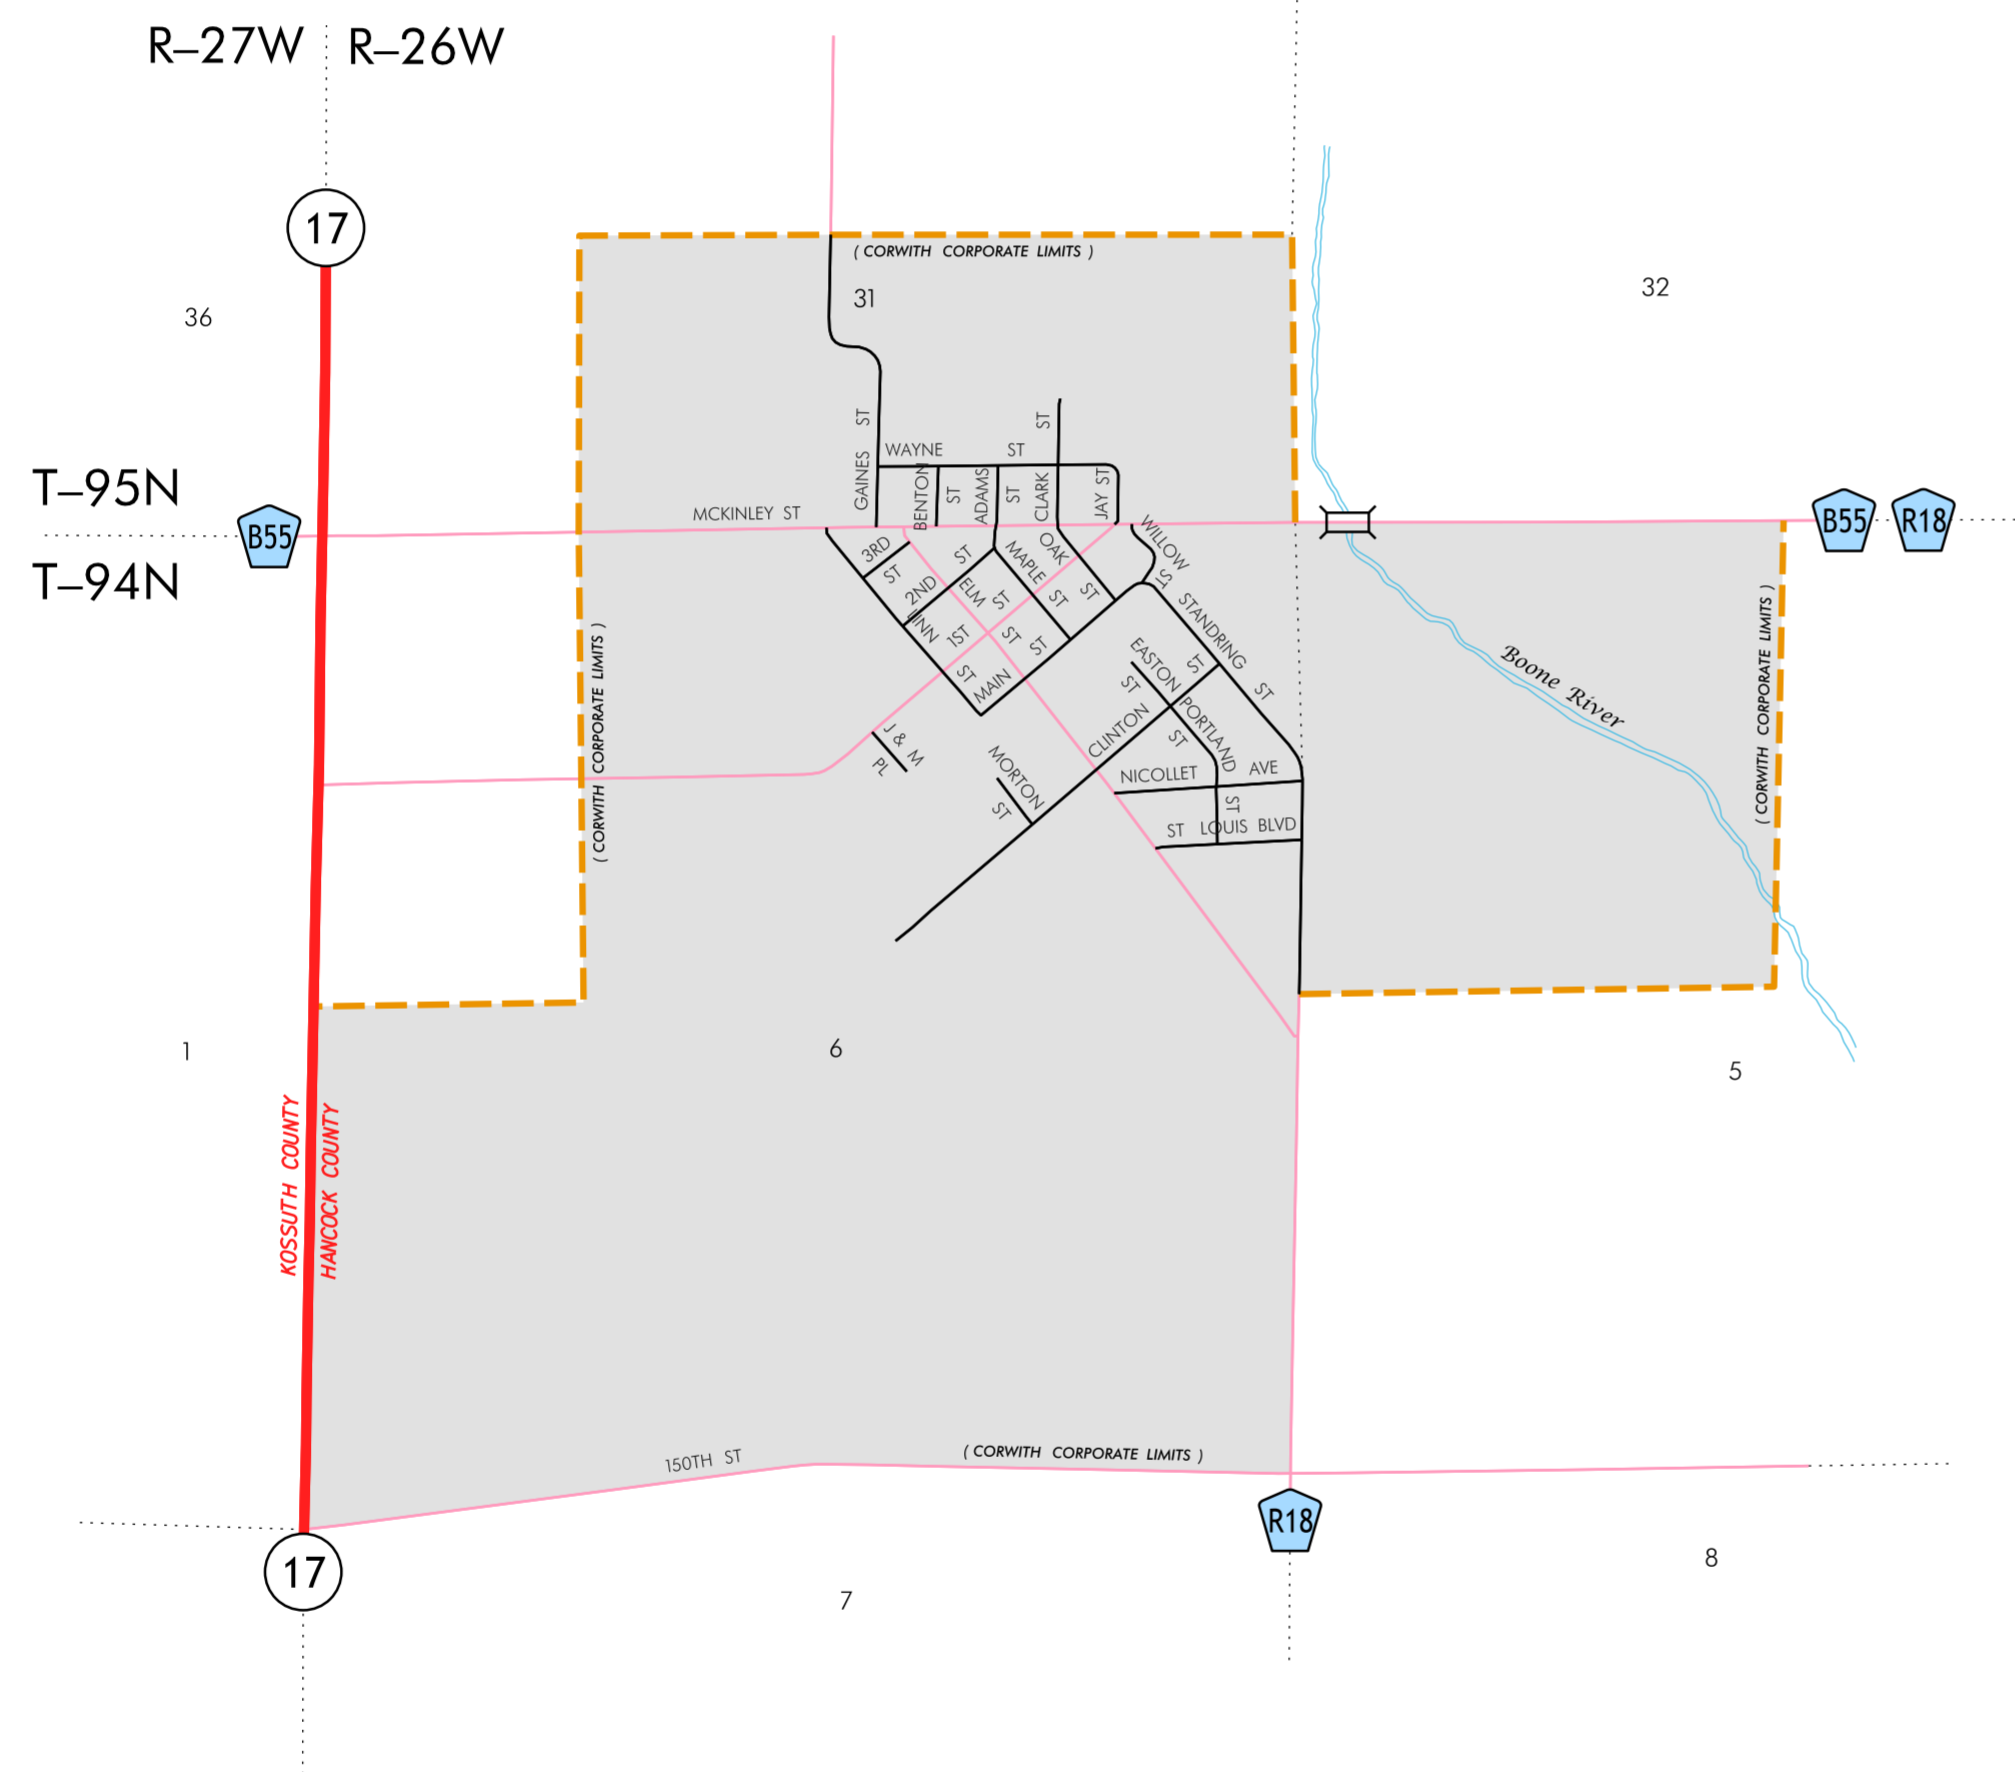 R–27W
R–26W
17
( CORWITH CORPORATE LIMITS )
31
32
36
GAINES ST
WAYNE ST
BENTON ST
ADAMS ST
CLARK ST
JAY ST
T–95N
B55
MCKINLEY ST
B55
R18
T–94N
WILLOW ST
3RD ST
2ND ST
ELM ST
MAPLE ST
OAK ST
LINN ST
1ST ST
MAIN ST
STANDRING ST
EASTON ST
PORTLAND ST
CLINTON ST
J & M PL
MORTON ST
NICOLLET AVE
ST LOUIS BLVD
Boone River
( CORWITH CORPORATE LIMITS )
( CORWITH CORPORATE LIMITS )
1
6
5
KOSSUTH COUNTY
HANCOCK COUNTY
150TH ST
( CORWITH CORPORATE LIMITS )
17
R18
7
8